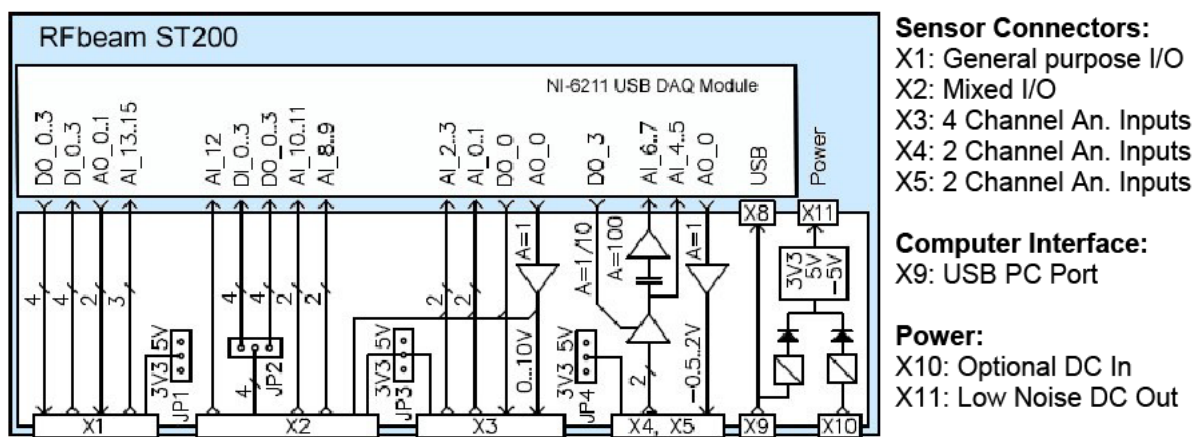 RFbeam ST200
NI-6211 USB DAQ Module
DO_0..3
DI_0..3
AO_0..1
AI_13..15
AI_12
DI_0..3
DO_0..3
AI_10..11
AI_8..9
AI_2..3
AI_0..1
DO_0
AO_0
DO_3
AI_6..7
AI_4..5
AO_0
USB
Power
X8
X11
4
4
2
3
4
4
2
2
2
2
A=1
A=1/10
A=100
A=1
3V3
5V
-5V
3V3 5V
JP1
4
JP2
3V3 5V
JP3
0...10V
3V3 5V
JP4
2
-0.5..2V
X1
X2
X3
X4, X5
X9
X10
Sensor Connectors:
X1: General purpose I/O
X2: Mixed I/O
X3: 4 Channel An. Inputs
X4: 2 Channel An. Inputs
X5: 2 Channel An. Inputs
Computer Interface:
X9: USB PC Port
Power:
X10: Optional DC In
X11: Low Noise DC Out